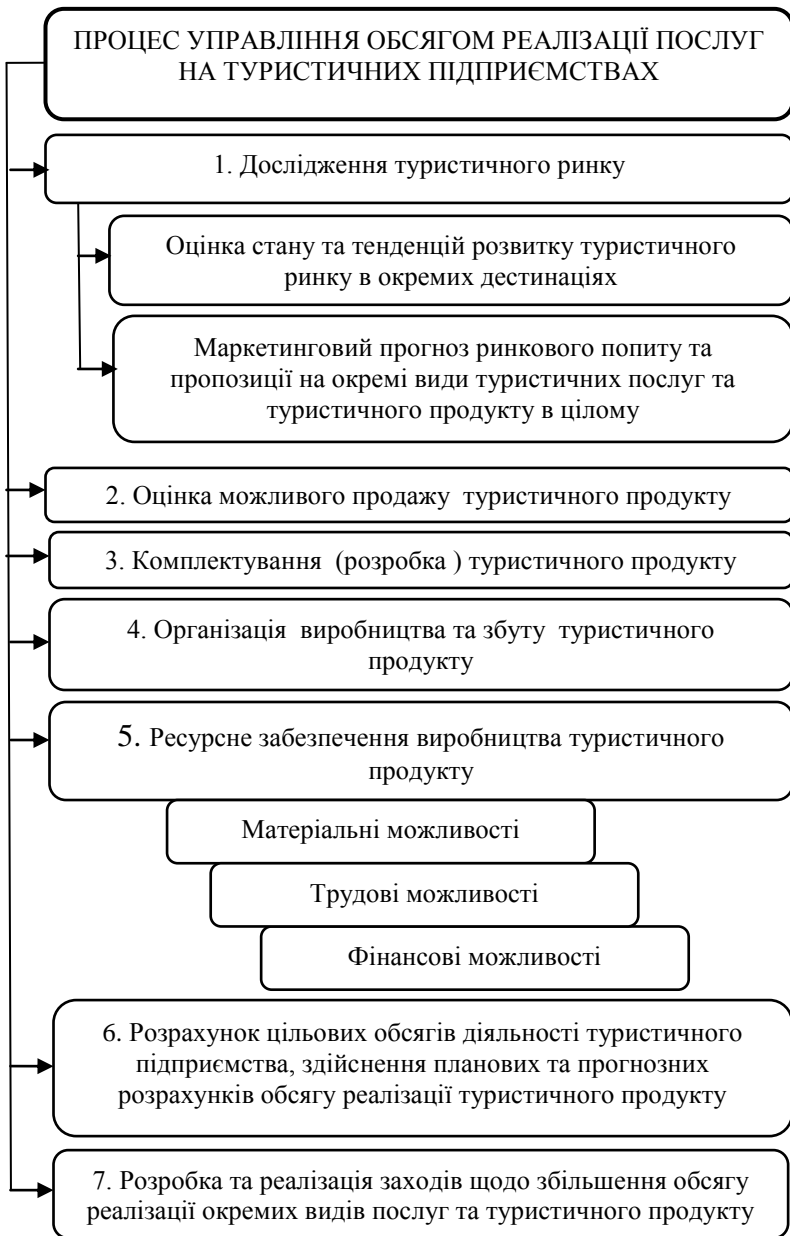 ПРОЦЕС УПРАВЛІННЯ ОБСЯГОМ РЕАЛІЗАЦІЇ ПОСЛУГ
НА ТУРИСТИЧНИХ ПІДПРИЄМСТВАХ
1. Дослідження туристичного ринку
Оцінка стану та тенденцій розвитку туристичного
ринку в окремих дестинаціях
Маркетинговий прогноз ринкового попиту та
пропозиції на окремі види туристичних послуг та
туристичного продукту в цілому
2. Оцінка можливого продажу туристичного продукту
3. Комплектування (розробка ) туристичного продукту
4. Організація виробництва та збуту туристичного
продукту
5. Ресурсне забезпечення виробництва туристичного
продукту
Матеріальні можливості
Трудові можливості
Фінансові можливості
6. Розрахунок цільових обсягів діяльності туристичного
підприємства, здійснення планових та прогнозних
розрахунків обсягу реалізації туристичного продукту
7. Розробка та реалізація заходів щодо збільшення обсягу
реалізації окремих видів послуг та туристичного продукту